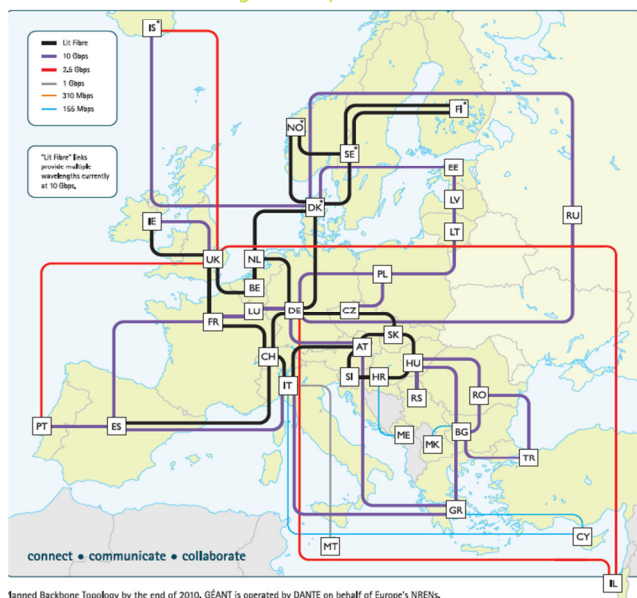 IS*
Lit Fibre
10 Gbps
2.5 Gbps
1 Gbps
310 Mbps
155 Mbps
"Lit Fibre" links
provide multiple
wavelengths currently
at 10 Gbps.
FI*
NO*
SE*
EE
LV
DK*
RU
IE
LT
UK
NL
PL
BE
LU
DE
CZ
FR
SK
AT
CH
HU
IT
SI
HR
RO
RS
PT
ES
ME
MK
BG
TR
GR
CY
MT
connect • communicate • collaborate
IL
Planned Backbone Topology by the end of 2010. GÉANT is operated by DANTE on behalf of Europe's NRENs.